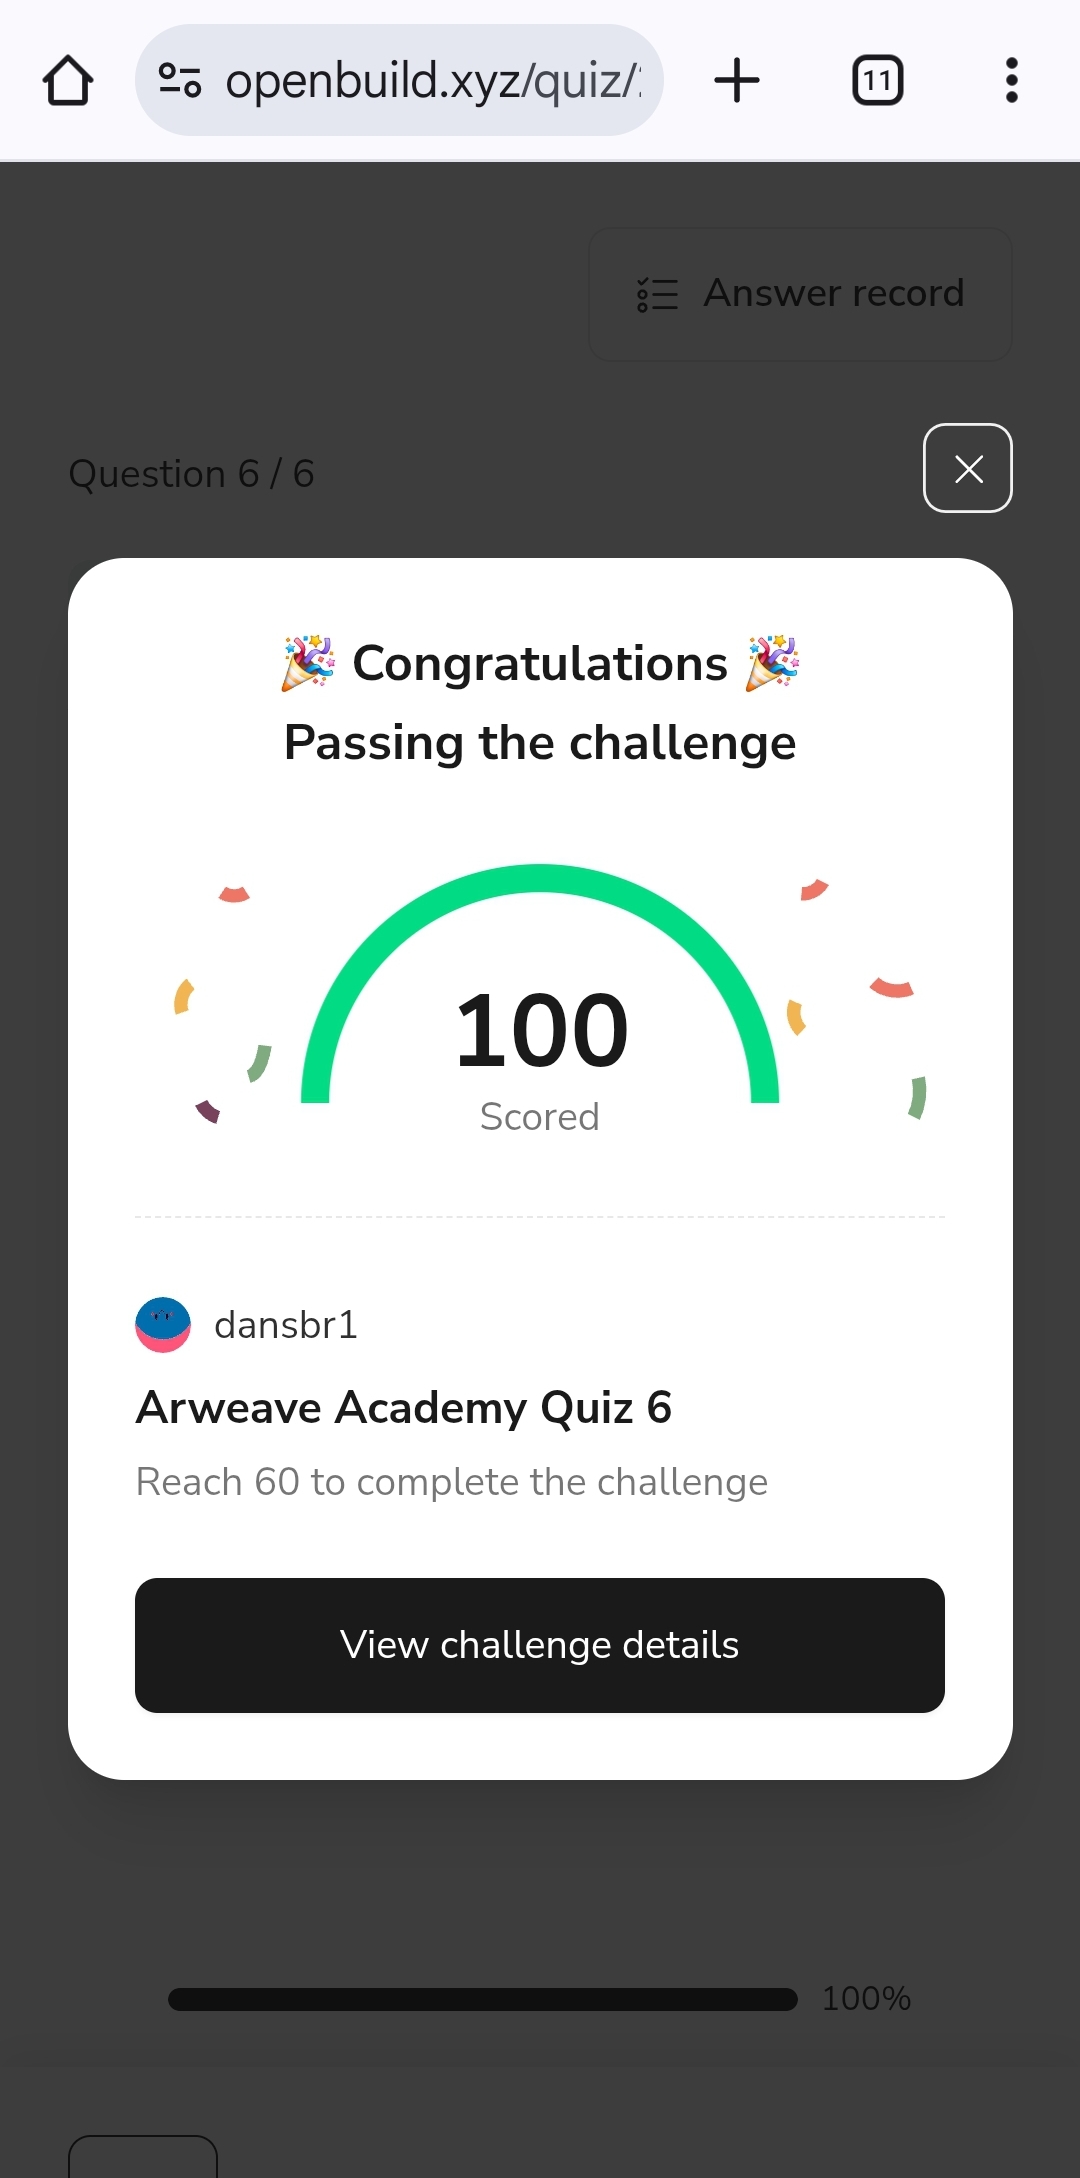 openbuild.xyz/quiz/
11
Answer record
Question 6 / 6
🎉 Congratulations 🎉
Passing the challenge
100
Scored
dansbr1
Arweave Academy Quiz 6
Reach 60 to complete the challenge
View challenge details
100%